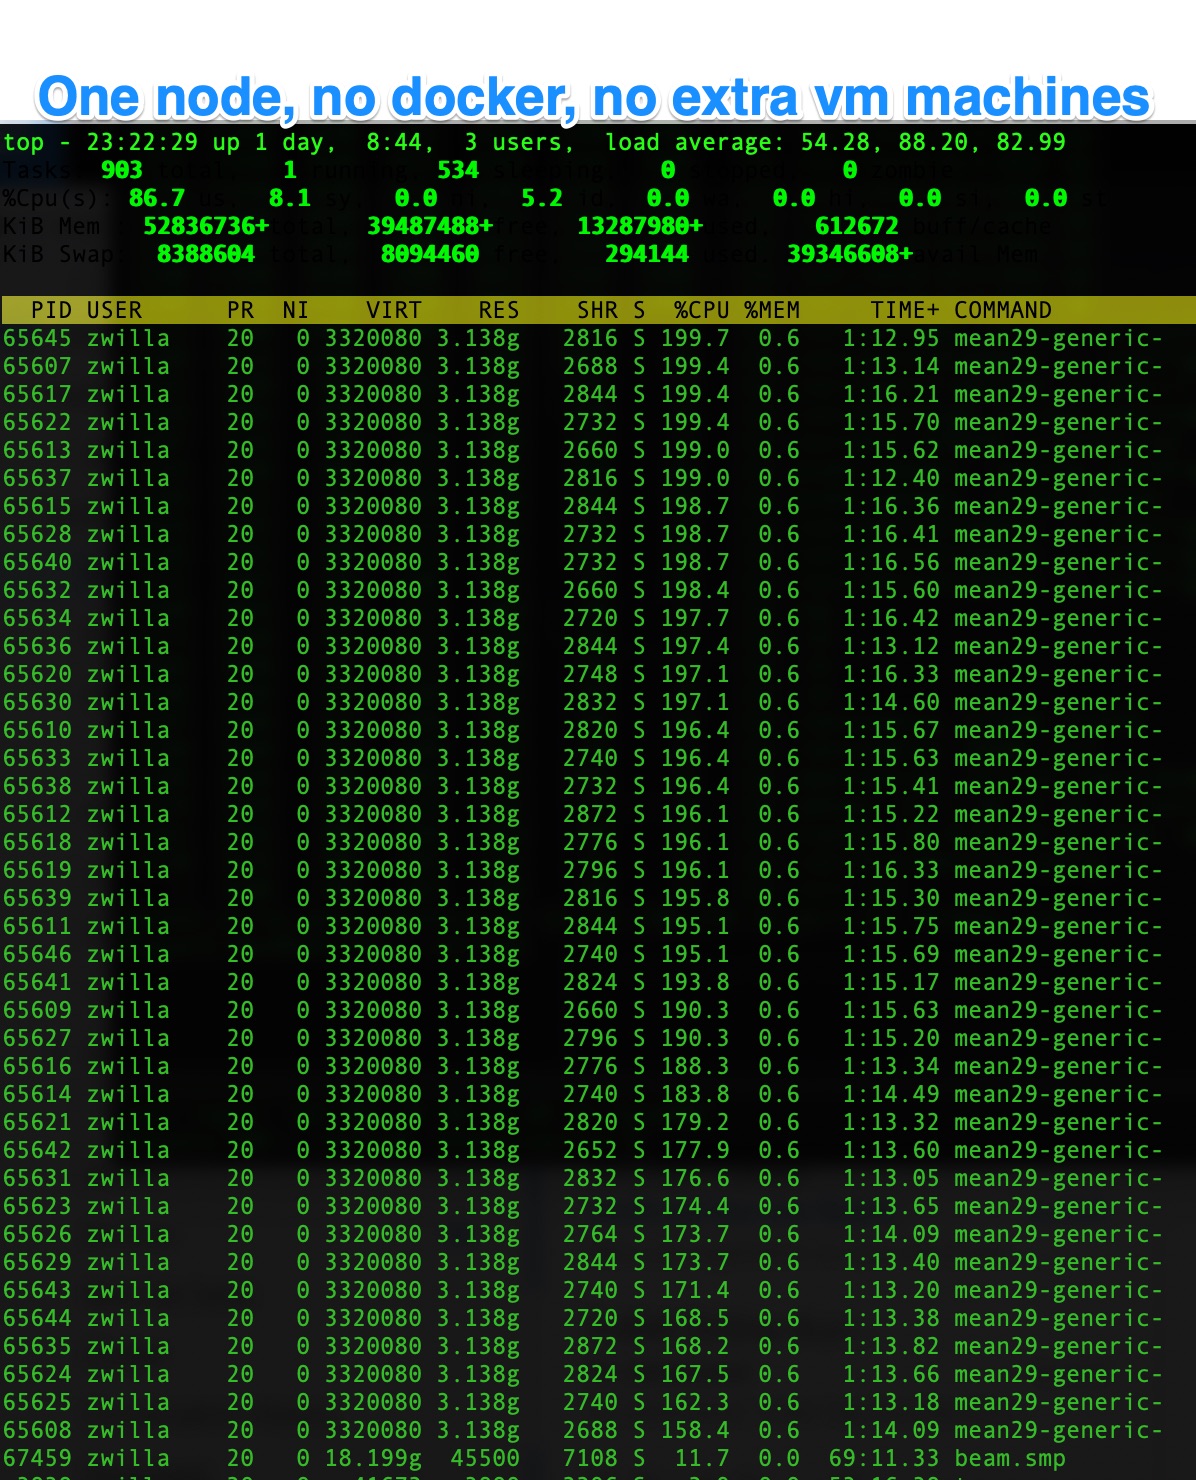 One node, no docker, no extra vm machines
top - 23:22:29 up 1 day,  8:44,  3 users,  load average: 54.28, 88.20, 82.99
Tasks: 903 total,   1 running, 534 sleeping,   0 stopped,   0 zombie
%Cpu(s): 86.7 us,  8.1 sy,  0.0 ni,  5.2 id,  0.0 wa,  0.0 hi,  0.0 si,  0.0 st
KiB Mem : 52836736+total, 39487488+free, 13287980+used,   612672 buff/cache
KiB Swap:  8388604 total,  8094460 free,   294144 used. 39346608+avail Mem
PID USER PR NI VIRT RES SHR S %CPU %MEM TIME+ COMMAND
65645 zwilla 20 0 3320080 3.138g 2816 S 199.7 0.6 1:12.95 mean29-generic-
65607 zwilla 20 0 3320080 3.138g 2688 S 199.4 0.6 1:13.14 mean29-generic-
65617 zwilla 20 0 3320080 3.138g 2844 S 199.4 0.6 1:16.21 mean29-generic-
65622 zwilla 20 0 3320080 3.138g 2732 S 199.4 0.6 1:15.70 mean29-generic-
65613 zwilla 20 0 3320080 3.138g 2660 S 199.0 0.6 1:15.62 mean29-generic-
65637 zwilla 20 0 3320080 3.138g 2816 S 199.0 0.6 1:12.40 mean29-generic-
65615 zwilla 20 0 3320080 3.138g 2844 S 198.7 0.6 1:16.36 mean29-generic-
65628 zwilla 20 0 3320080 3.138g 2732 S 198.7 0.6 1:16.41 mean29-generic-
65640 zwilla 20 0 3320080 3.138g 2732 S 198.7 0.6 1:16.56 mean29-generic-
65632 zwilla 20 0 3320080 3.138g 2660 S 198.4 0.6 1:15.60 mean29-generic-
65634 zwilla 20 0 3320080 3.138g 2720 S 197.7 0.6 1:16.42 mean29-generic-
65636 zwilla 20 0 3320080 3.138g 2844 S 197.4 0.6 1:13.12 mean29-generic-
65620 zwilla 20 0 3320080 3.138g 2748 S 197.1 0.6 1:16.33 mean29-generic-
65630 zwilla 20 0 3320080 3.138g 2832 S 197.1 0.6 1:14.60 mean29-generic-
65610 zwilla 20 0 3320080 3.138g 2820 S 196.4 0.6 1:15.67 mean29-generic-
65633 zwilla 20 0 3320080 3.138g 2740 S 196.4 0.6 1:15.63 mean29-generic-
65638 zwilla 20 0 3320080 3.138g 2732 S 196.4 0.6 1:15.41 mean29-generic-
65612 zwilla 20 0 3320080 3.138g 2872 S 196.1 0.6 1:15.22 mean29-generic-
65618 zwilla 20 0 3320080 3.138g 2776 S 196.1 0.6 1:15.80 mean29-generic-
65619 zwilla 20 0 3320080 3.138g 2796 S 196.1 0.6 1:16.33 mean29-generic-
65639 zwilla 20 0 3320080 3.138g 2816 S 195.8 0.6 1:15.30 mean29-generic-
65611 zwilla 20 0 3320080 3.138g 2844 S 195.1 0.6 1:15.75 mean29-generic-
65646 zwilla 20 0 3320080 3.138g 2740 S 195.1 0.6 1:15.69 mean29-generic-
65641 zwilla 20 0 3320080 3.138g 2824 S 193.8 0.6 1:15.17 mean29-generic-
65609 zwilla 20 0 3320080 3.138g 2660 S 190.3 0.6 1:15.63 mean29-generic-
65627 zwilla 20 0 3320080 3.138g 2796 S 190.3 0.6 1:15.20 mean29-generic-
65616 zwilla 20 0 3320080 3.138g 2776 S 188.3 0.6 1:13.34 mean29-generic-
65614 zwilla 20 0 3320080 3.138g 2740 S 183.8 0.6 1:14.49 mean29-generic-
65621 zwilla 20 0 3320080 3.138g 2820 S 179.2 0.6 1:13.32 mean29-generic-
65642 zwilla 20 0 3320080 3.138g 2652 S 177.9 0.6 1:13.60 mean29-generic-
65631 zwilla 20 0 3320080 3.138g 2832 S 176.6 0.6 1:13.05 mean29-generic-
65623 zwilla 20 0 3320080 3.138g 2732 S 174.4 0.6 1:13.65 mean29-generic-
65626 zwilla 20 0 3320080 3.138g 2764 S 173.7 0.6 1:14.09 mean29-generic-
65629 zwilla 20 0 3320080 3.138g 2844 S 173.7 0.6 1:13.40 mean29-generic-
65643 zwilla 20 0 3320080 3.138g 2740 S 171.4 0.6 1:13.20 mean29-generic-
65644 zwilla 20 0 3320080 3.138g 2720 S 168.5 0.6 1:13.38 mean29-generic-
65635 zwilla 20 0 3320080 3.138g 2872 S 168.2 0.6 1:13.82 mean29-generic-
65624 zwilla 20 0 3320080 3.138g 2824 S 167.5 0.6 1:13.66 mean29-generic-
65625 zwilla 20 0 3320080 3.138g 2740 S 162.3 0.6 1:13.18 mean29-generic-
65608 zwilla 20 0 3320080 3.138g 2688 S 158.4 0.6 1:14.09 mean29-generic-
67459 zwilla 20 0 18.199g 45500 7108 S 11.7 0.0 69:11.33 beam.smp